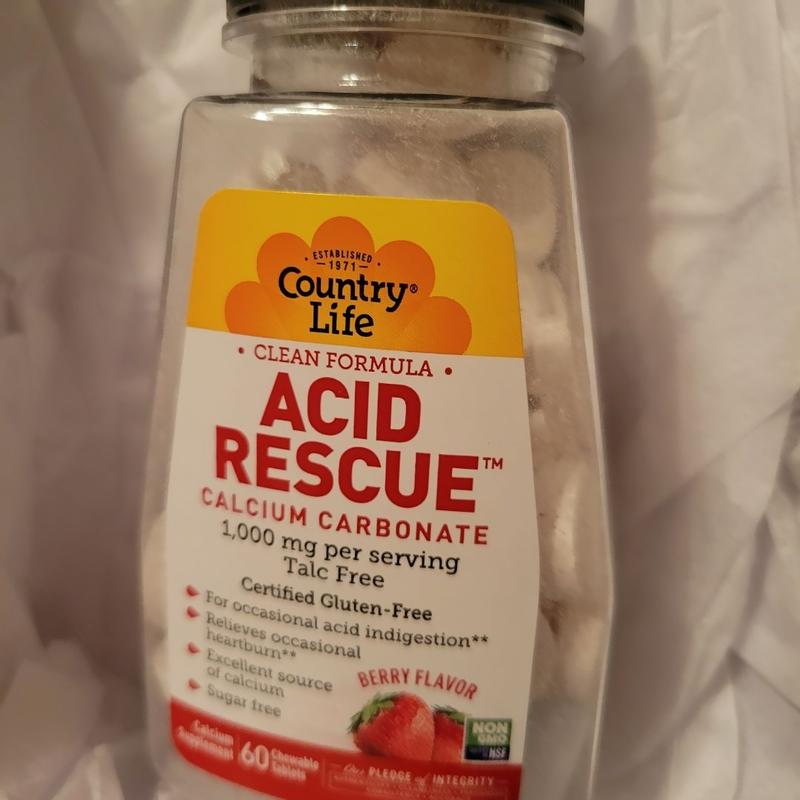 • ESTABLISHED •
1971
Country®
Life
• CLEAN FORMULA •
ACID
RESCUE™
CALCIUM CARBONATE
1,000 mg per serving
Talc Free
Certified Gluten-Free
For occasional acid indigestion**
Relieves occasional
heartburn**
Excellent source
of calcium
Sugar free
BERRY FLAVOR
NON
GMO
NSF
Calcium
Supplement
60
Chewable
Tablets
Our PLEDGE of INTEGRITY